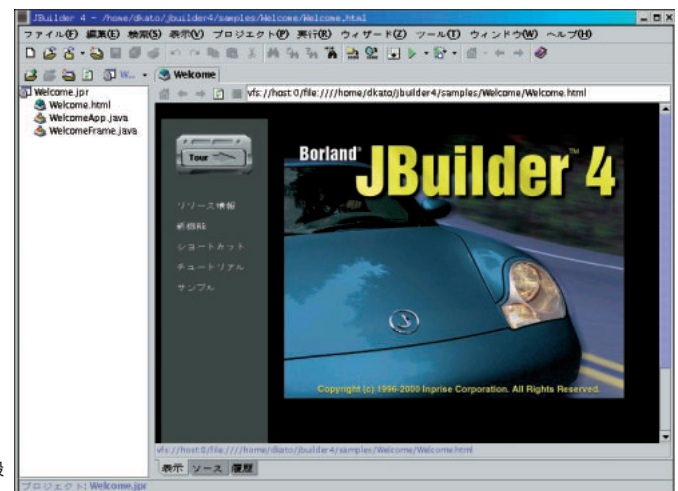 JBuilder 4 - /home/dkato/jbuilder4/samples/Welcome/Welcome.html
ファイル(F) 編集(E) 検索(S) 表示(V) プロジェクト(P) 実行(R) ウィザード(Z) ツール(T) ウィンドウ(W) ヘルプ(H)
W...
Welcome
Welcome.jpr
Welcome.html
WelcomeApp.java
WelcomeFrame.java
vfs://host:0/file:////home/dkato/jbuilder4/samples/Welcome/Welcome.html
Tour
リリース情報
新機能
ショートカット
チュートリアル
サンプル
Borland®
JBuilder™ 4
Copyright (c) 1996-2000 Inprise Corporation. All Rights Reserved.
vfs://host:0/file:////home/dkato/jbuilder4/samples/Welcome/Welcome.html
表示 ソース 履歴
プロジェクト: Welcome.jpr